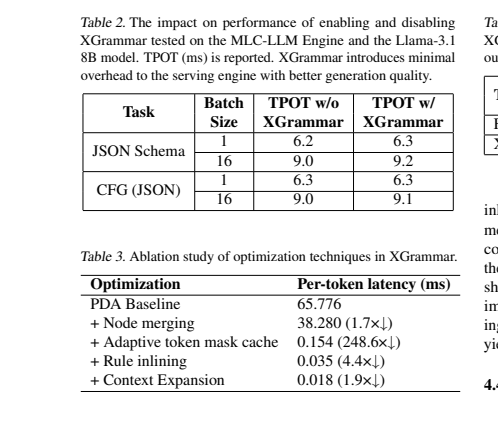 Table 2. The impact on performance of enabling and disabling
XGrammar tested on the MLC-LLM Engine and the Llama-3.1
8B model. TPOT (ms) is reported. XGrammar introduces minimal
overhead to the serving engine with better generation quality.
Task Batch Size TPOT w/o XGrammar TPOT w/ XGrammar
JSON Schema 1 6.2 6.3
16 9.0 9.2
CFG (JSON) 1 6.3 6.3
16 9.0 9.1
Table 3. Ablation study of optimization techniques in XGrammar.
Optimization Per-token latency (ms)
PDA Baseline 65.776
+ Node merging 38.280 (1.7×↓)
+ Adaptive token mask cache 0.154 (248.6×↓)
+ Rule inlining 0.035 (4.4×↓)
+ Context Expansion 0.018 (1.9×↓)